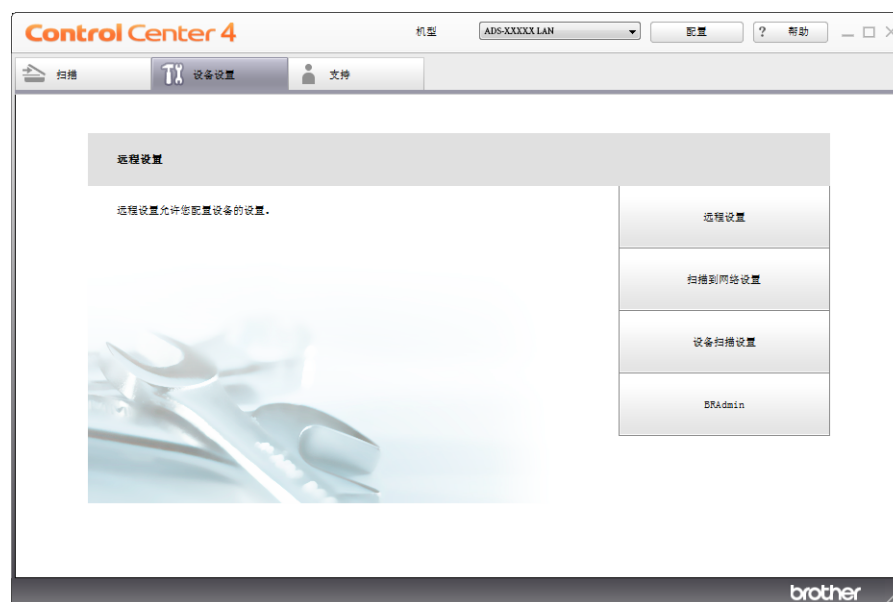 Control Center 4
机型
ADS-XXXXX LAN
配置
? 帮助
扫描
设备设置
支持
远程设置
远程设置允许您配置设备的设置。
远程设置
扫描到网络设置
设备扫描设置
BRAdmin
brother